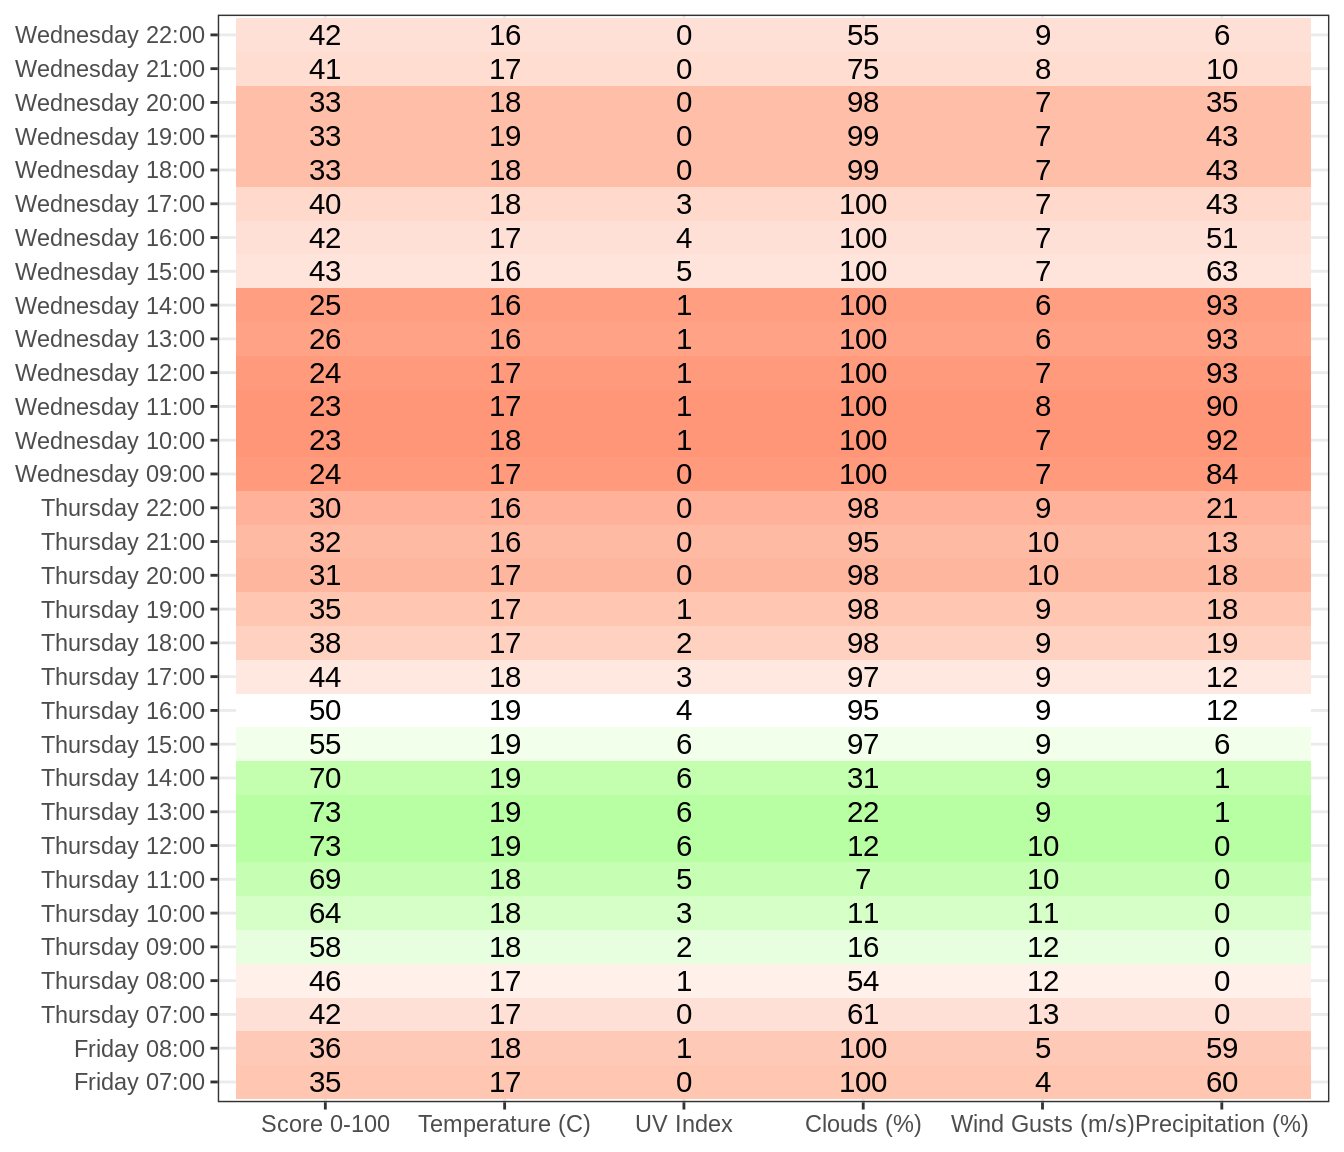 Wednesday 22:00 42 16 0 55 9 6
Wednesday 21:00 41 17 0 75 8 10
Wednesday 20:00 33 18 0 98 7 35
Wednesday 19:00 33 19 0 99 7 43
Wednesday 18:00 33 18 0 99 7 43
Wednesday 17:00 40 18 3 100 7 43
Wednesday 16:00 42 17 4 100 7 51
Wednesday 15:00 43 16 5 100 7 63
Wednesday 14:00 25 16 1 100 6 93
Wednesday 13:00 26 16 1 100 6 93
Wednesday 12:00 24 17 1 100 7 93
Wednesday 11:00 23 17 1 100 8 90
Wednesday 10:00 23 18 1 100 7 92
Wednesday 09:00 24 17 0 100 7 84
Thursday 22:00 30 16 0 98 9 21
Thursday 21:00 32 16 0 95 10 13
Thursday 20:00 31 17 0 98 10 18
Thursday 19:00 35 17 1 98 9 18
Thursday 18:00 38 17 2 98 9 19
Thursday 17:00 44 18 3 97 9 12
Thursday 16:00 50 19 4 95 9 12
Thursday 15:00 55 19 6 97 9 6
Thursday 14:00 70 19 6 31 9 1
Thursday 13:00 73 19 6 22 9 1
Thursday 12:00 73 19 6 12 10 0
Thursday 11:00 69 18 5 7 10 0
Thursday 10:00 64 18 3 11 11 0
Thursday 09:00 58 18 2 16 12 0
Thursday 08:00 46 17 1 54 12 0
Thursday 07:00 42 17 0 61 13 0
Friday 08:00 36 18 1 100 5 59
Friday 07:00 35 17 0 100 4 60
Score 0-100 Temperature (C) UV Index Clouds (%) Wind Gusts (m/s) Precipitation (%)